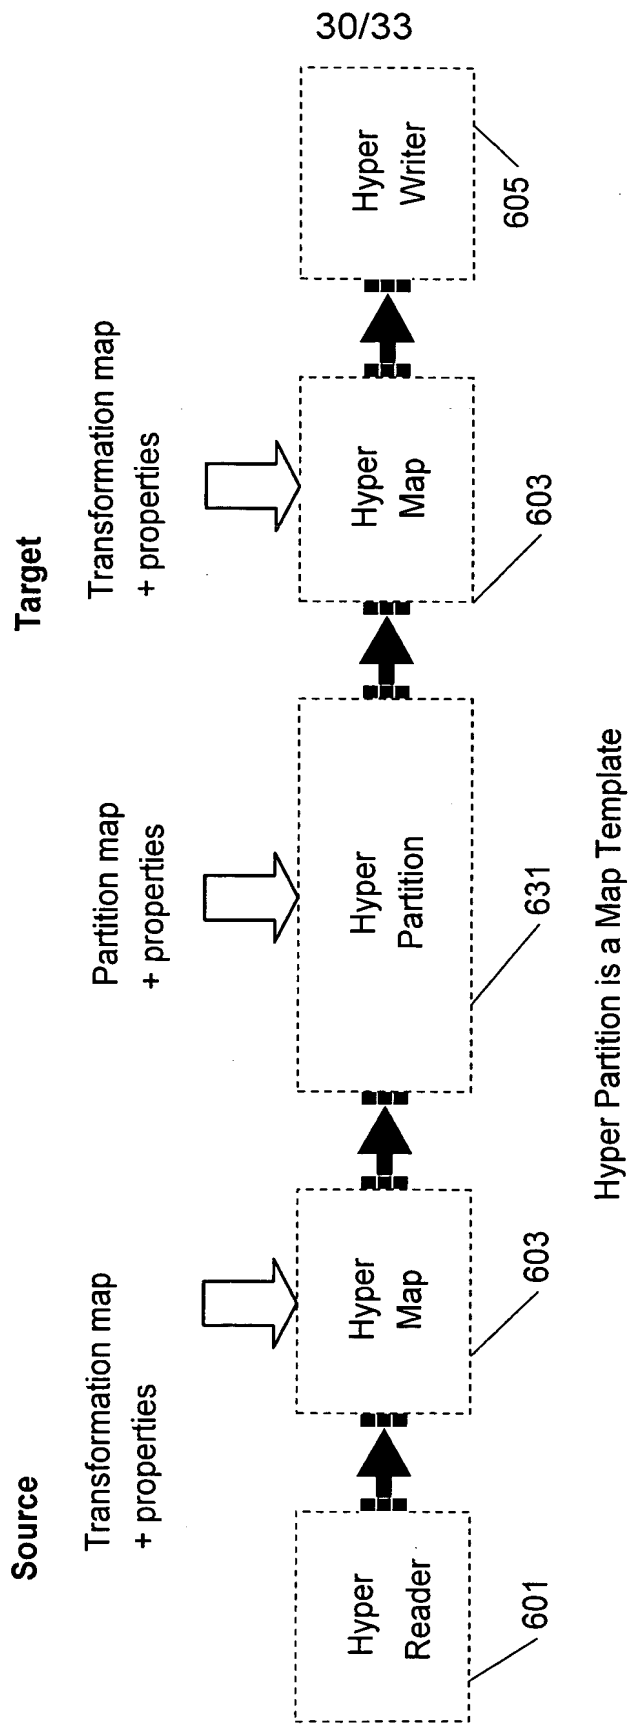 30/33
Source
Target
Transformation map
+ properties
Partition map
+ properties
Transformation map
+ properties
Hyper
Reader
Hyper
Map
Hyper
Partition
Hyper
Map
Hyper
Writer
601
603
631
603
605
Hyper Partition is a Map Template